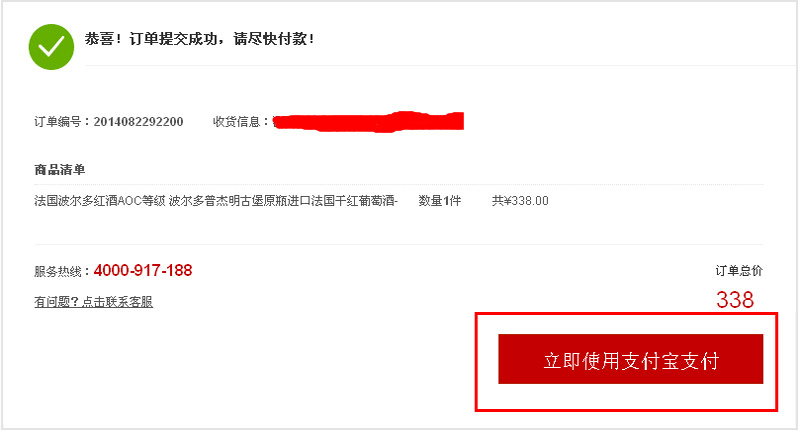 恭喜！订单提交成功，请尽快付款！
订单编号：2014082292200 收货信息：
商品清单
法国波尔多红酒AOC等级 波尔多普杰明古堡原瓶进口法国干红葡萄酒- 数量1件 共¥338.00
服务热线：4000-917-188 订单总价
有问题？点击联系客服 338
立即使用支付宝支付